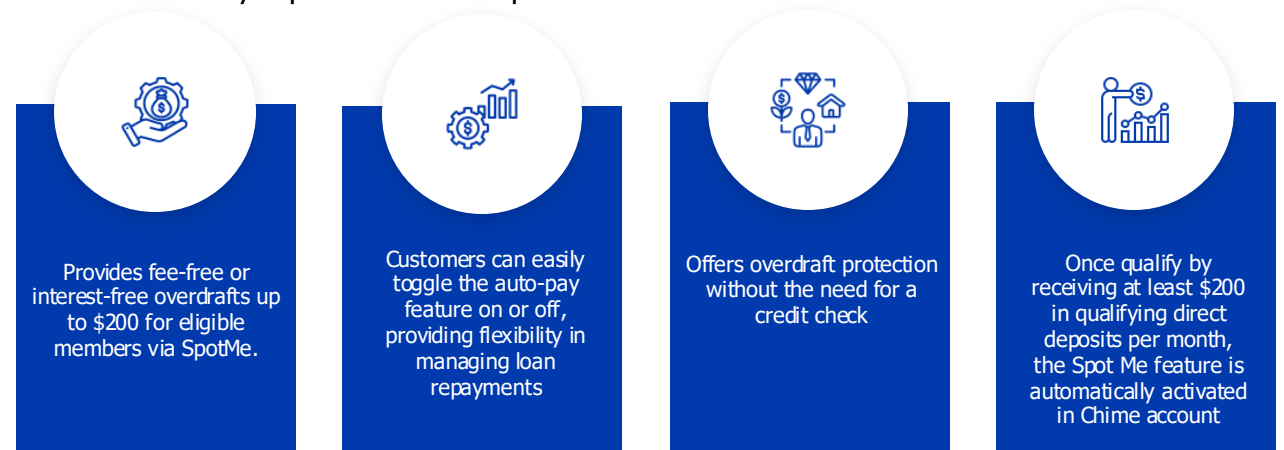 Provides fee-free or
interest-free overdrafts up
to $200 for eligible
members via SpotMe.
Customers can easily
toggle the auto-pay
feature on or off,
providing flexibility in
managing loan
repayments
Offers overdraft protection
without the need for a
credit check
Once qualify by
receiving at least $200
in qualifying direct
deposits per month,
the Spot Me feature is
automatically activated
in Chime account